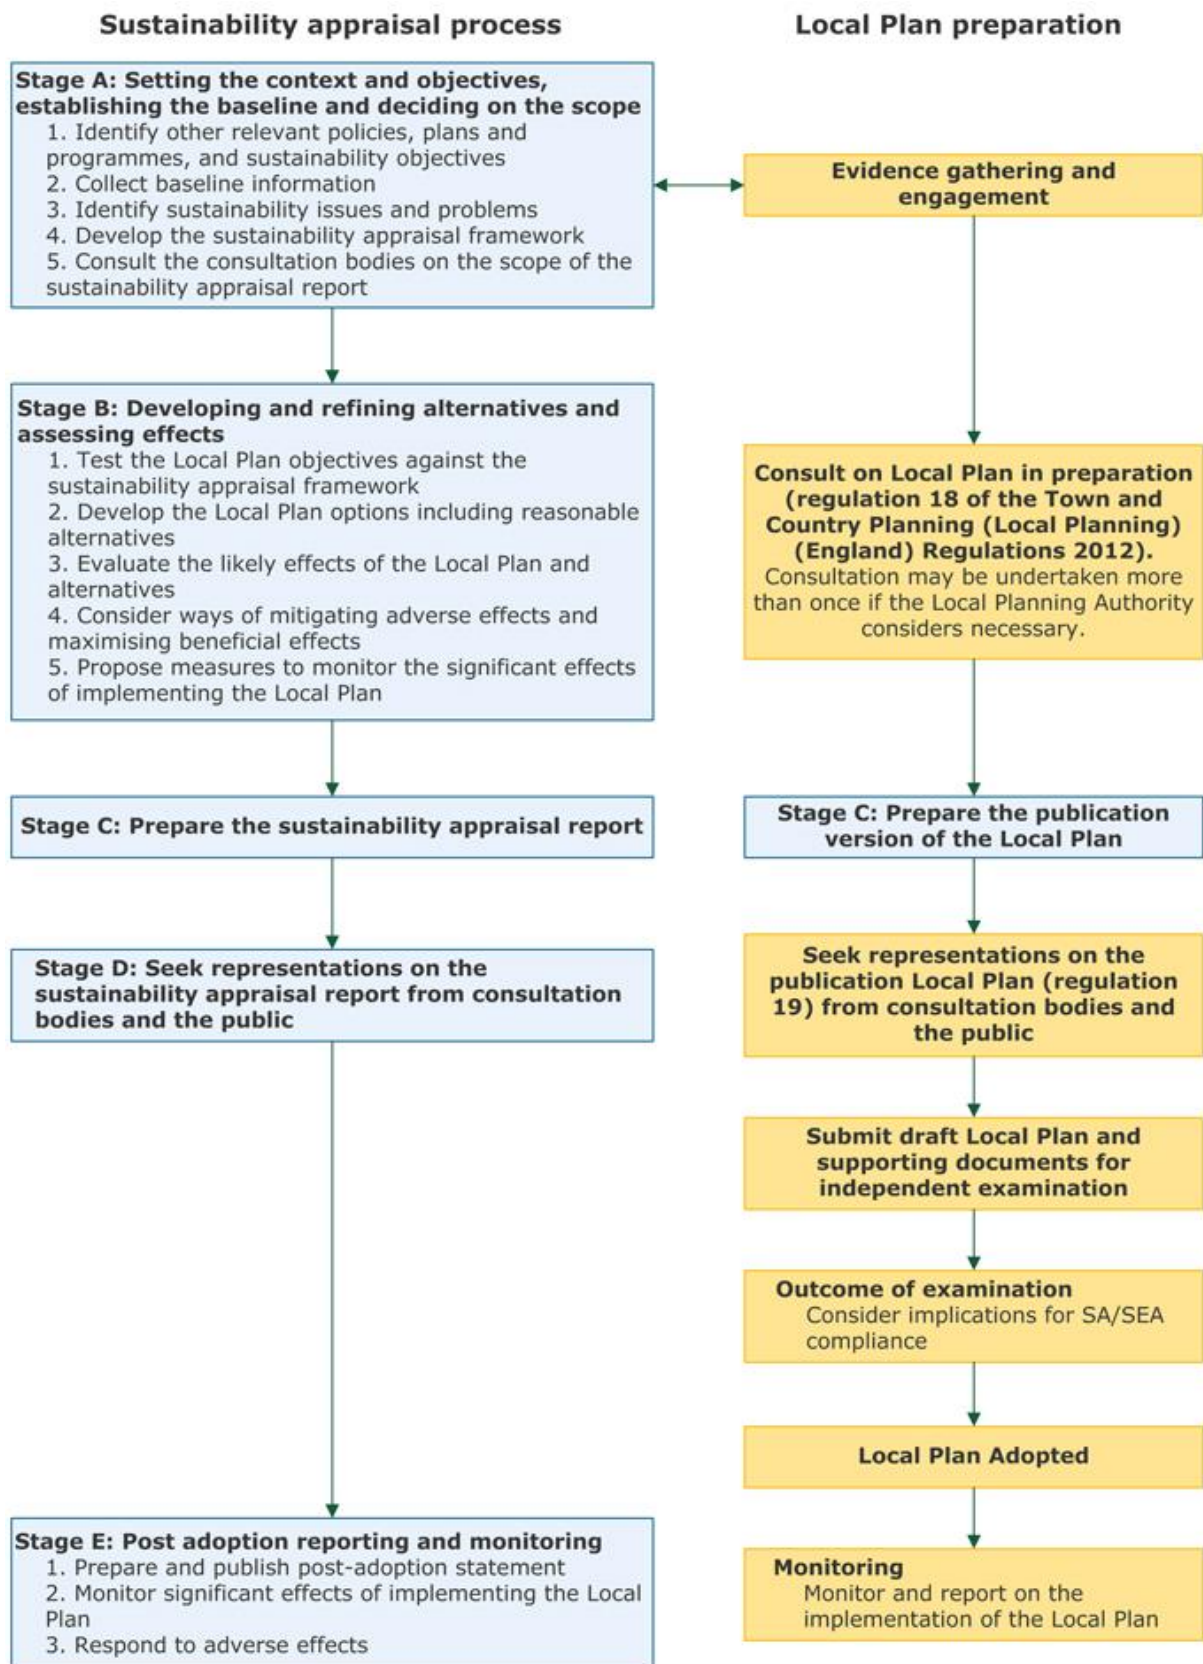 Sustainability appraisal process
Local Plan preparation
Stage A: Setting the context and objectives,
establishing the baseline and deciding on the scope
1. Identify other relevant policies, plans and
programmes, and sustainability objectives
2. Collect baseline information
3. Identify sustainability issues and problems
4. Develop the sustainability appraisal framework
5. Consult the consultation bodies on the scope of the
sustainability appraisal report
Evidence gathering and
engagement
Stage B: Developing and refining alternatives and
assessing effects
1. Test the Local Plan objectives against the
sustainability appraisal framework
2. Develop the Local Plan options including reasonable
alternatives
3. Evaluate the likely effects of the Local Plan and
alternatives
4. Consider ways of mitigating adverse effects and
maximising beneficial effects
5. Propose measures to monitor the significant effects
of implementing the Local Plan
Consult on Local Plan in preparation
(regulation 18 of the Town and
Country Planning (Local Planning)
(England) Regulations 2012).
Consultation may be undertaken more
than once if the Local Planning Authority
considers necessary.
Stage C: Prepare the sustainability appraisal report
Stage C: Prepare the publication
version of the Local Plan
Stage D: Seek representations on the
sustainability appraisal report from consultation
bodies and the public
Seek representations on the
publication Local Plan (regulation
19) from consultation bodies and
the public
Submit draft Local Plan and
supporting documents for
independent examination
Outcome of examination
Consider implications for SA/SEA
compliance
Local Plan Adopted
Stage E: Post adoption reporting and monitoring
1. Prepare and publish post-adoption statement
2. Monitor significant effects of implementing the Local
Plan
3. Respond to adverse effects
Monitoring
Monitor and report on the
implementation of the Local Plan